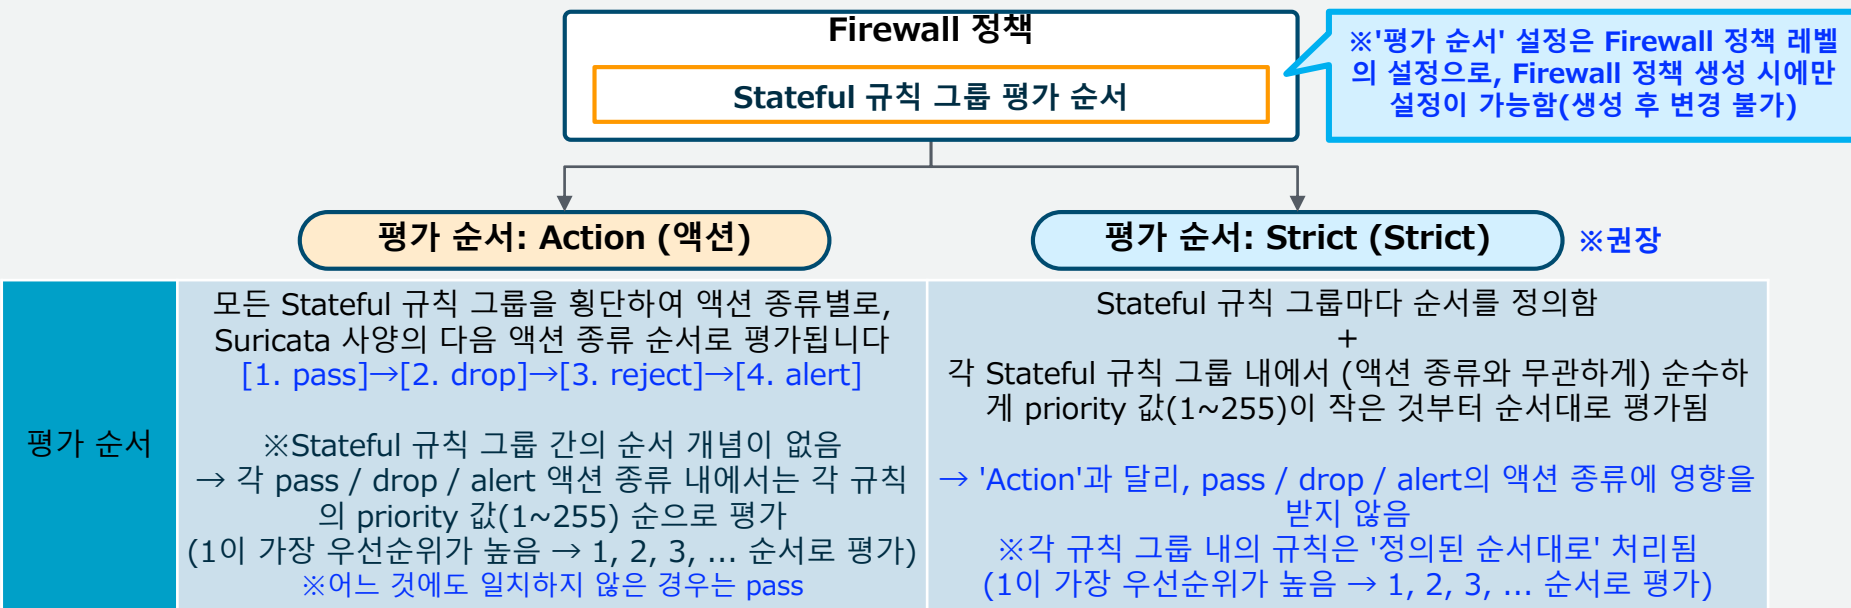 Firewall 정책
Stateful 규칙 그룹 평가 순서
※'평가 순서' 설정은 Firewall 정책 레벨
의 설정으로, Firewall 정책 생성 시에만
설정이 가능함(생성 후 변경 불가)
평가 순서: Action (액션)
평가 순서: Strict (Strict)
※권장
평가 순서
모든 Stateful 규칙 그룹을 횡단하여 액션 종류별로,
Suricata 사양의 다음 액션 종류 순서로 평가됩니다
[1. pass]→[2. drop]→[3. reject]→[4. alert]
※Stateful 규칙 그룹 간의 순서 개념이 없음
→ 각 pass / drop / alert 액션 종류 내에서는 각 규칙
의 priority 값(1~255) 순으로 평가
(1이 가장 우선순위가 높음 → 1, 2, 3, ... 순서로 평가)
※어느 것에도 일치하지 않은 경우는 pass
Stateful 규칙 그룹마다 순서를 정의함
+
각 Stateful 규칙 그룹 내에서 (액션 종류와 무관하게) 순수하
게 priority 값(1~255)이 작은 것부터 순서대로 평가됨
→ 'Action'과 달리, pass / drop / alert의 액션 종류에 영향을
받지 않음
※각 규칙 그룹 내의 규칙은 '정의된 순서대로' 처리됨
(1이 가장 우선순위가 높음 → 1, 2, 3, ... 순서로 평가)